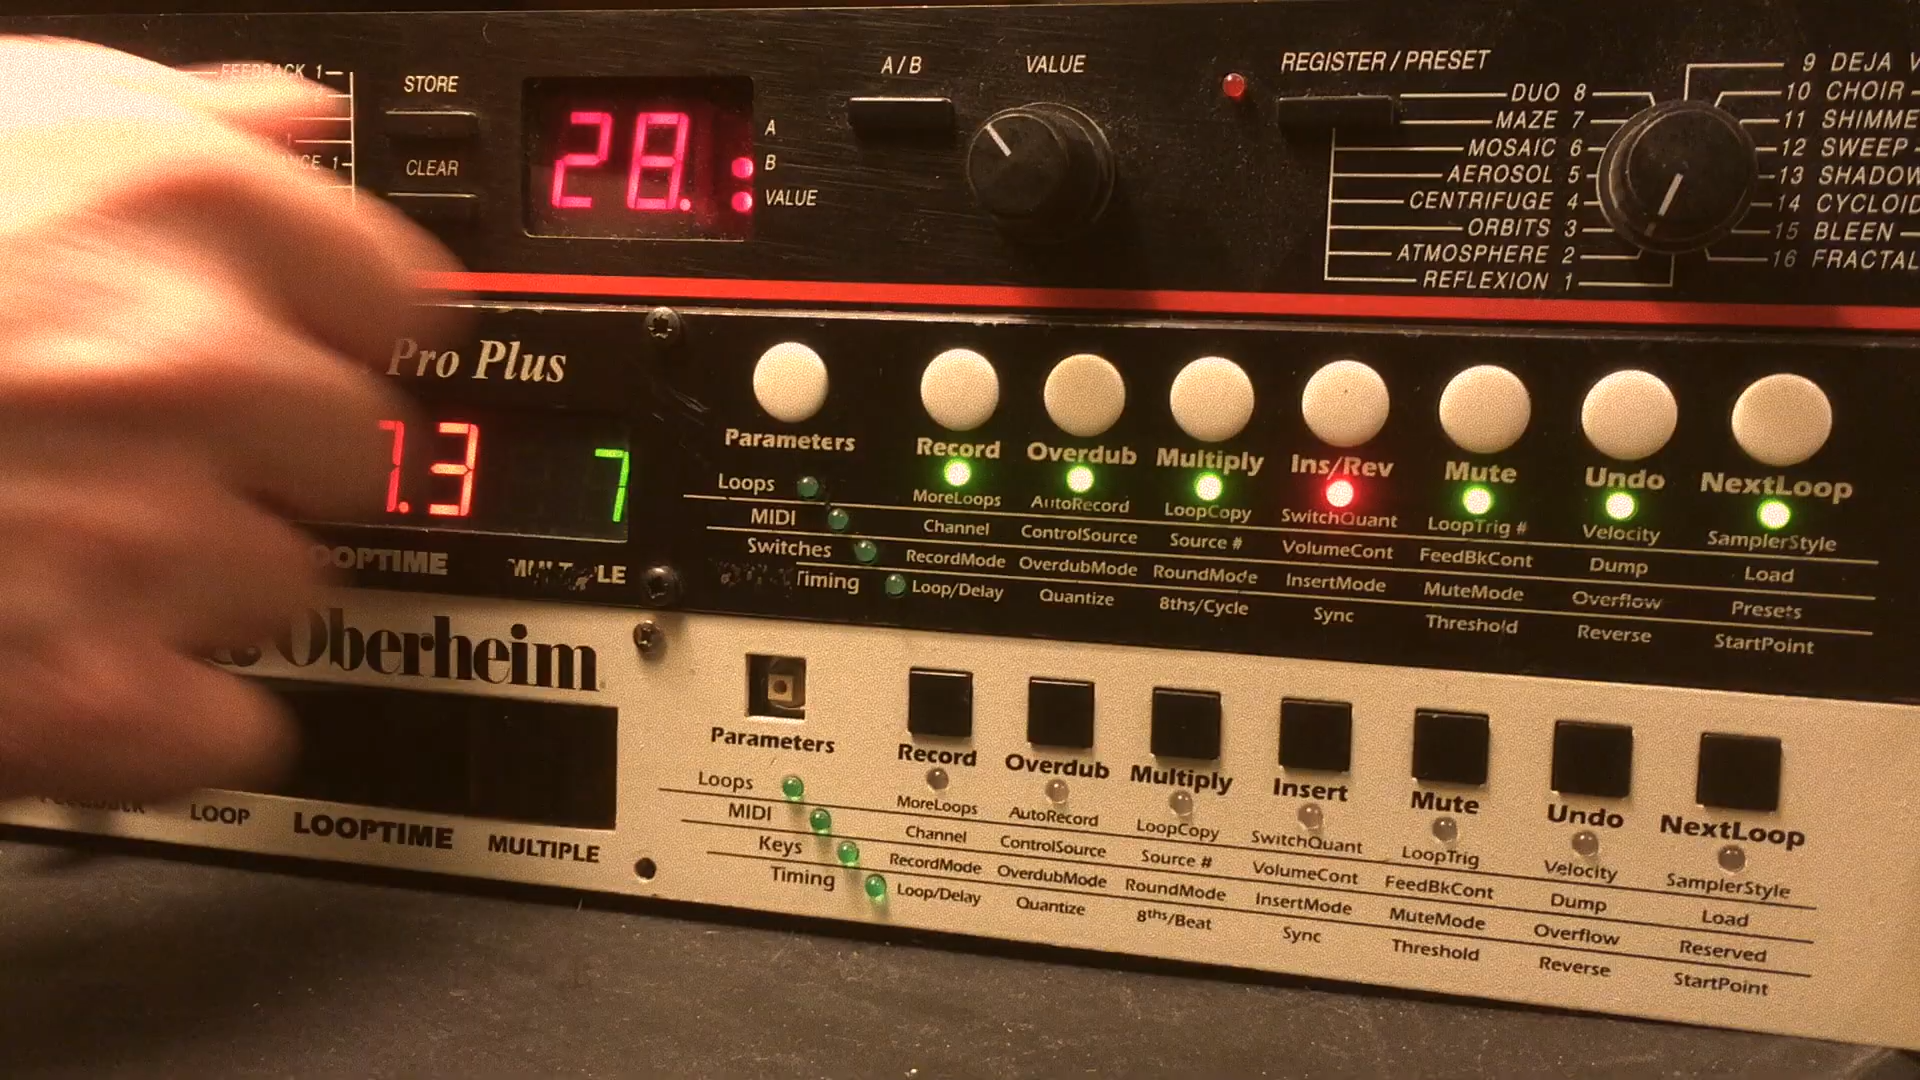 FEEDBACK 1
STORE
CLEAR
28.
A
B
VALUE
A/B
VALUE
REGISTER/PRESET
DUO 8
MAZE 7
MOSAIC 6
AEROSOL 5
CENTRIFUGE 4
ORBITS 3
ATMOSPHERE 2
REFLEXION 1
9 DEJA V
10 CHOIR
11 SHIMME
12 SWEEP
13 SHADOW
14 CYCLOID
15 BLEEN
16 FRACTAL
Pro Plus
.3 7
OOPTIME
Parameters Record Overdub Multiply Ins/Rev Mute Undo NextLoop
Loops MoreLoops AutoRecord LoopCopy SwitchQuant LoopTrig # Velocity SamplerStyle
MIDI Channel ControlSource Source # VolumeCont FeedBkCont Dump Load
Switches RecordMode OverdubMode RoundMode InsertMode MuteMode Overflow Presets
Timing Loop/Delay Quantize 8ths/Cycle Sync Threshold Reverse StartPoint
& Oberheim
LOOP LOOPTIME MULTIPLE
Parameters Record Overdub Multiply Insert Mute Undo NextLoop
Loops MoreLoops AutoRecord LoopCopy SwitchQuant LoopTrig Velocity SamplerStyle
MIDI Channel ControlSource Source # VolumeCont FeedBkCont Dump Load
Keys RecordMode OverdubMode RoundMode InsertMode MuteMode Overflow Reserved
Timing Loop/Delay Quantize 8ths/Beat Sync Threshold Reverse StartPoint